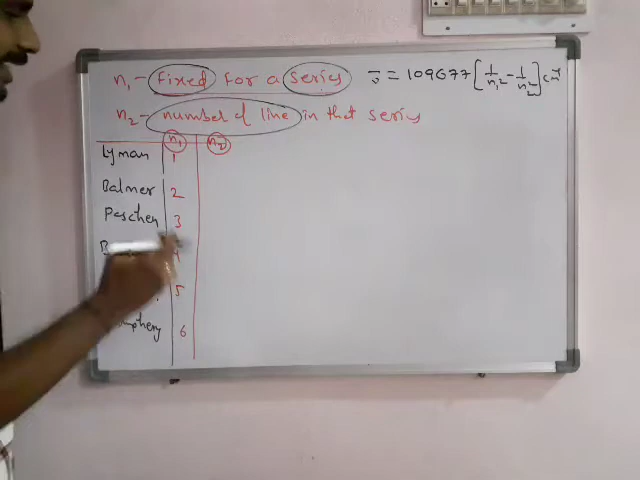 n₁ - fixed for a series ν̅ = 109677 [1/n₁² - 1/n₂²] cm⁻¹
n₂ - number of line in that series
n₁ n₂
Lyman 1
Balmer 2
Paschen 3
4
5
6